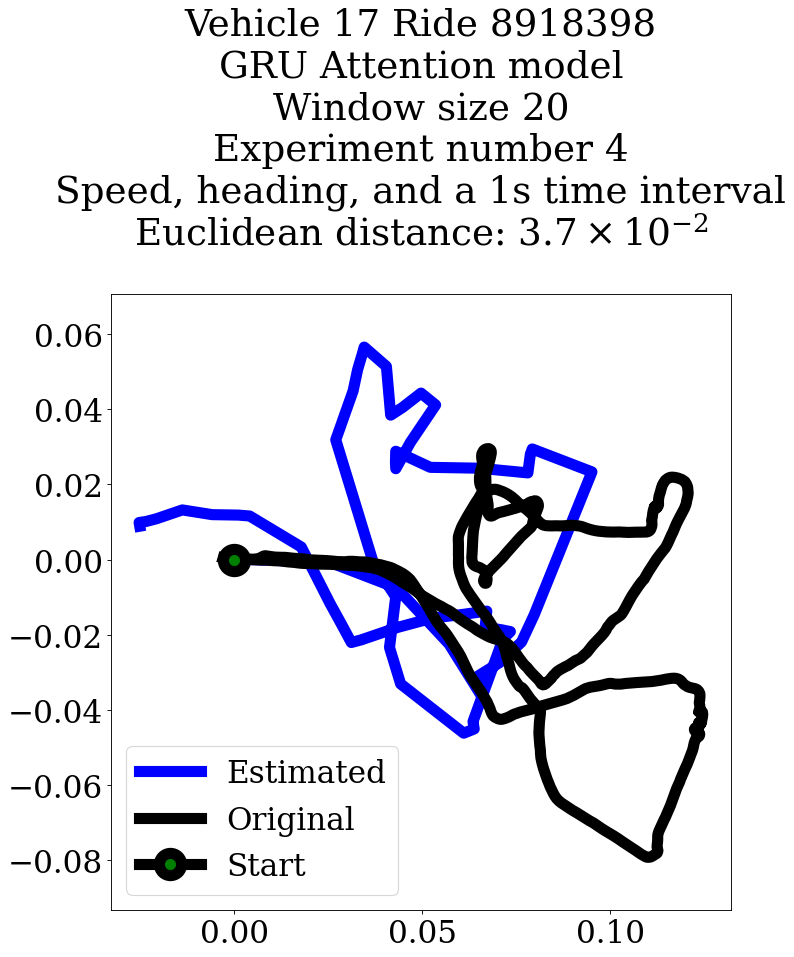 Vehicle 17 Ride 8918398
GRU Attention model
Window size 20
Experiment number 4
Speed, heading, and a 1s time interval
Euclidean distance: 3.7 × 10⁻²
0.06
0.04
0.02
0.00
−0.02
−0.04
−0.06
−0.08
Estimated
Original
Start
0.00 0.05 0.10